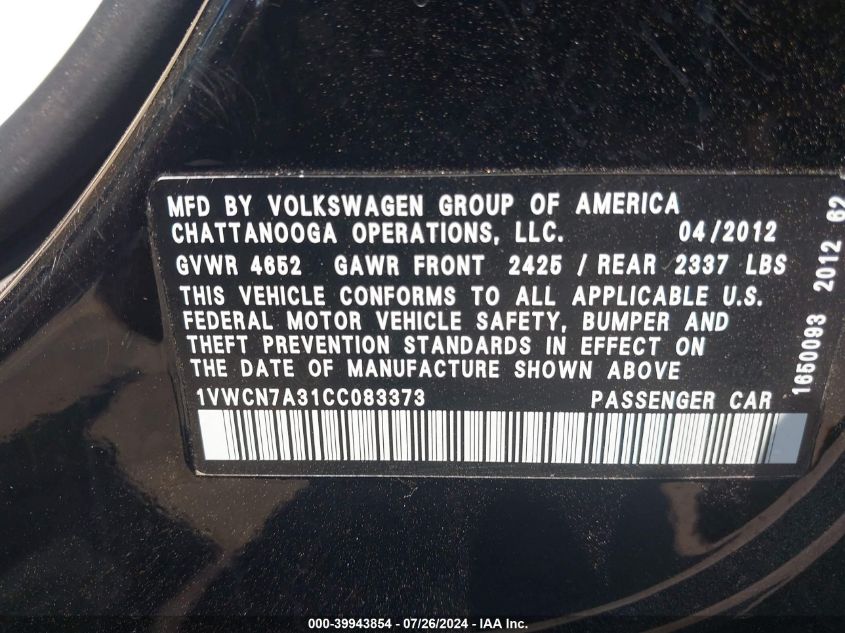 MFD BY VOLKSWAGEN GROUP OF AMERICA
CHATTANOOGA OPERATIONS, LLC. 04/2012
GVWR 4652 GAWR FRONT 2425 / REAR 2337 LBS
THIS VEHICLE CONFORMS TO ALL APPLICABLE U.S.
FEDERAL MOTOR VEHICLE SAFETY, BUMPER AND
THEFT PREVENTION STANDARDS IN EFFECT ON
THE DATE OF MANUFACTURE SHOWN ABOVE
1VWCN7A31CC083373 PASSENGER CAR
1650093 2012 62
000-39943854 / 07/26/2024 - IAA Inc.